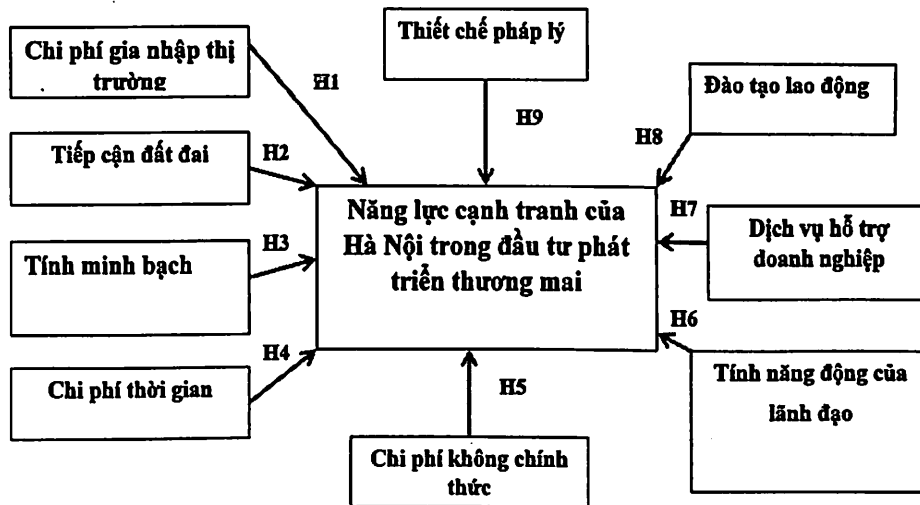 Chi phí gia nhập thị
trường
H1
Thiết chế pháp lý
H9
Đào tạo lao động
H8
Tiếp cận đất đai
H2
Năng lực cạnh tranh của
Hà Nội trong đầu tư phát
triển thương mai
H7
Dịch vụ hỗ trợ
doanh nghiệp
Tính minh bạch
H3
H6
Tính năng động của
lãnh đạo
H4
Chi phí thời gian
H5
Chi phí không chính
thức